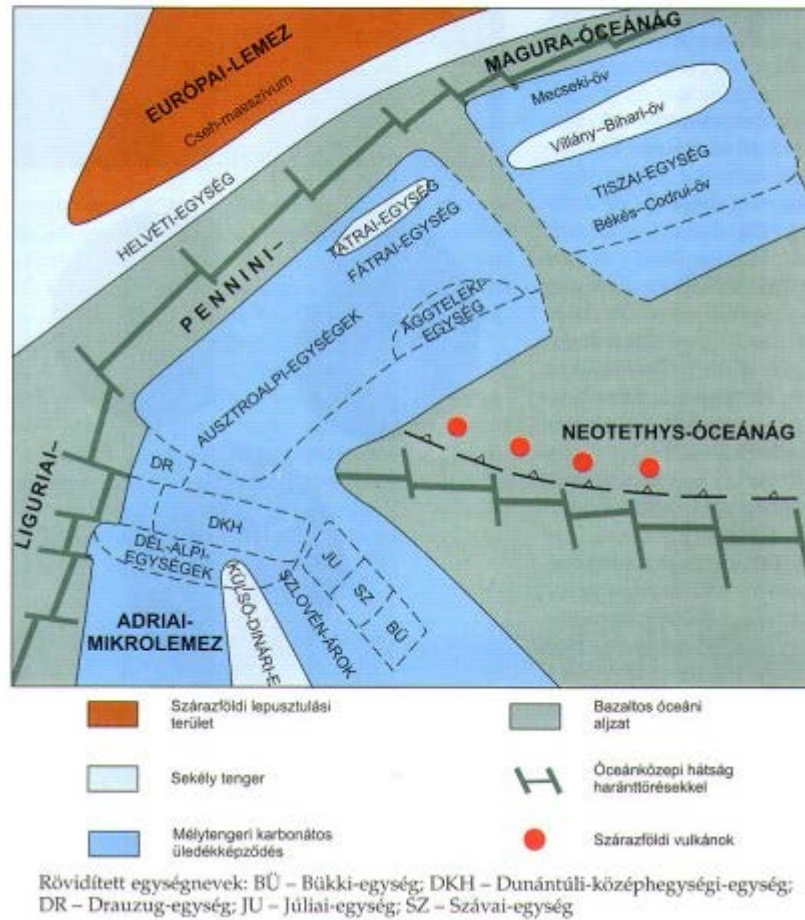 EURÓPAI-LEMEZ
Cseh-masszívum
MAGURA-ÓCEÁNÁG
Mecseki-öv
Villány–Bihari-öv
TISZAI-EGYSÉG
Békés–Codrui-öv
HELVÉTI-EGYSÉG
PENNINI–
TÁTRAI-EGYSÉG
FÁTRAI-EGYSÉG
AGGTELEKI-
EGYSÉG
AUSZTROALPI-EGYSÉGEK
NEOTETHYS-ÓCEÁNÁG
LIGURIAI–
DR
DKH
DÉL-ALPI-
EGYSÉGEK
JU
SZ
BÜ
KÜLSŐ-DINÁRI-E.
SZLOVÉN-ÁROK
ADRIAI-
MIKROLEMEZ
Szárazföldi lepusztulási
terület
Sekély tenger
Mélytengeri karbonátos
üledékképződés
Bazaltos óceáni
aljzat
Óceánközepi hátság
haránttörésekkel
Szárazföldi vulkánok
Rövidített egységnevek: BÜ – Bükki-egység; DKH – Dunántúli-középhegységi-egység;
DR – Drauzug-egység; JU – Júliai-egység; SZ – Szávai-egység